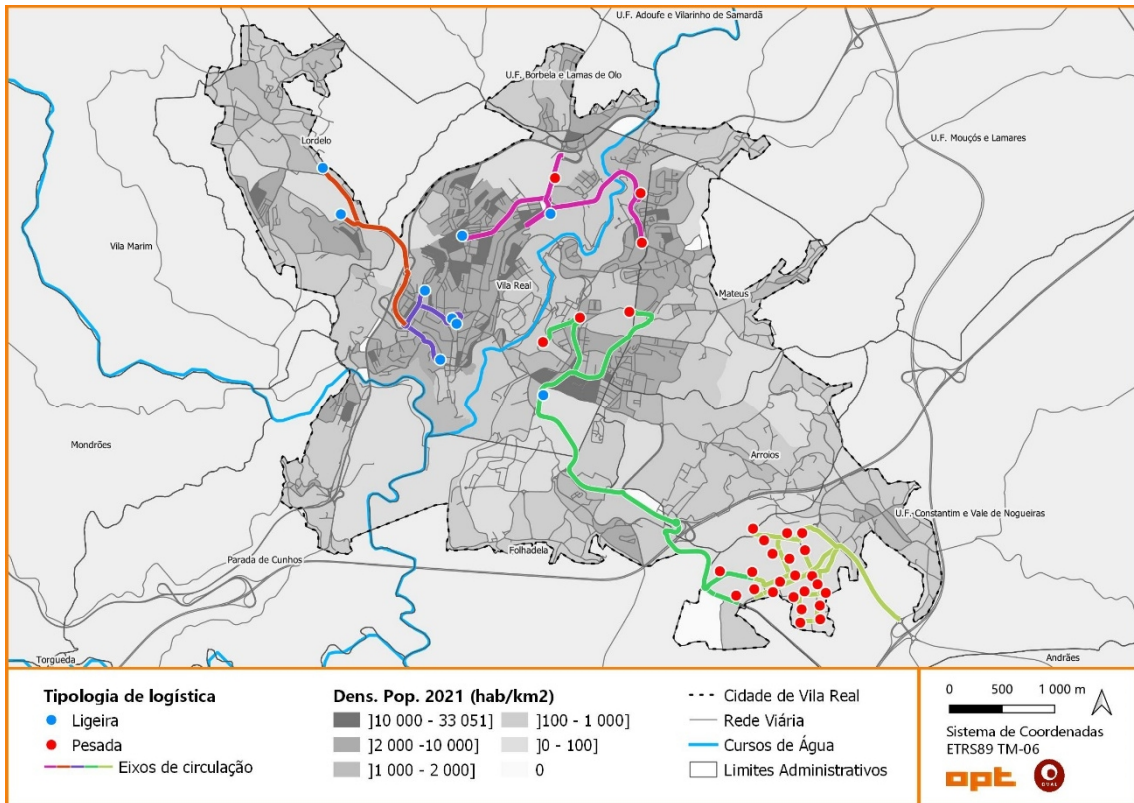 U.F. Adoufe e Vilarinho de Samardã
U.F. Borbela e Lamas de Olo
U.F. Mouçós e Lamares
Lordelo
Vila Marim
Vila Real
Mateus
Mondrões
Arroios
U.F. Constantim e Vale de Nogueiras
Folhadela
Parada de Cunhos
Torgueda
Andrães
Tipologia de logística
Ligeira
Pesada
Eixos de circulação
Dens. Pop. 2021 (hab/km2)
]10 000 - 33 051]
]2 000 -10 000]
]1 000 - 2 000]
]100 - 1 000]
]0 - 100]
0
Cidade de Vila Real
Rede Viária
Cursos de Água
Limites Administrativos
0 500 1 000 m
Sistema de Coordenadas
ETRS89 TM-06
opt